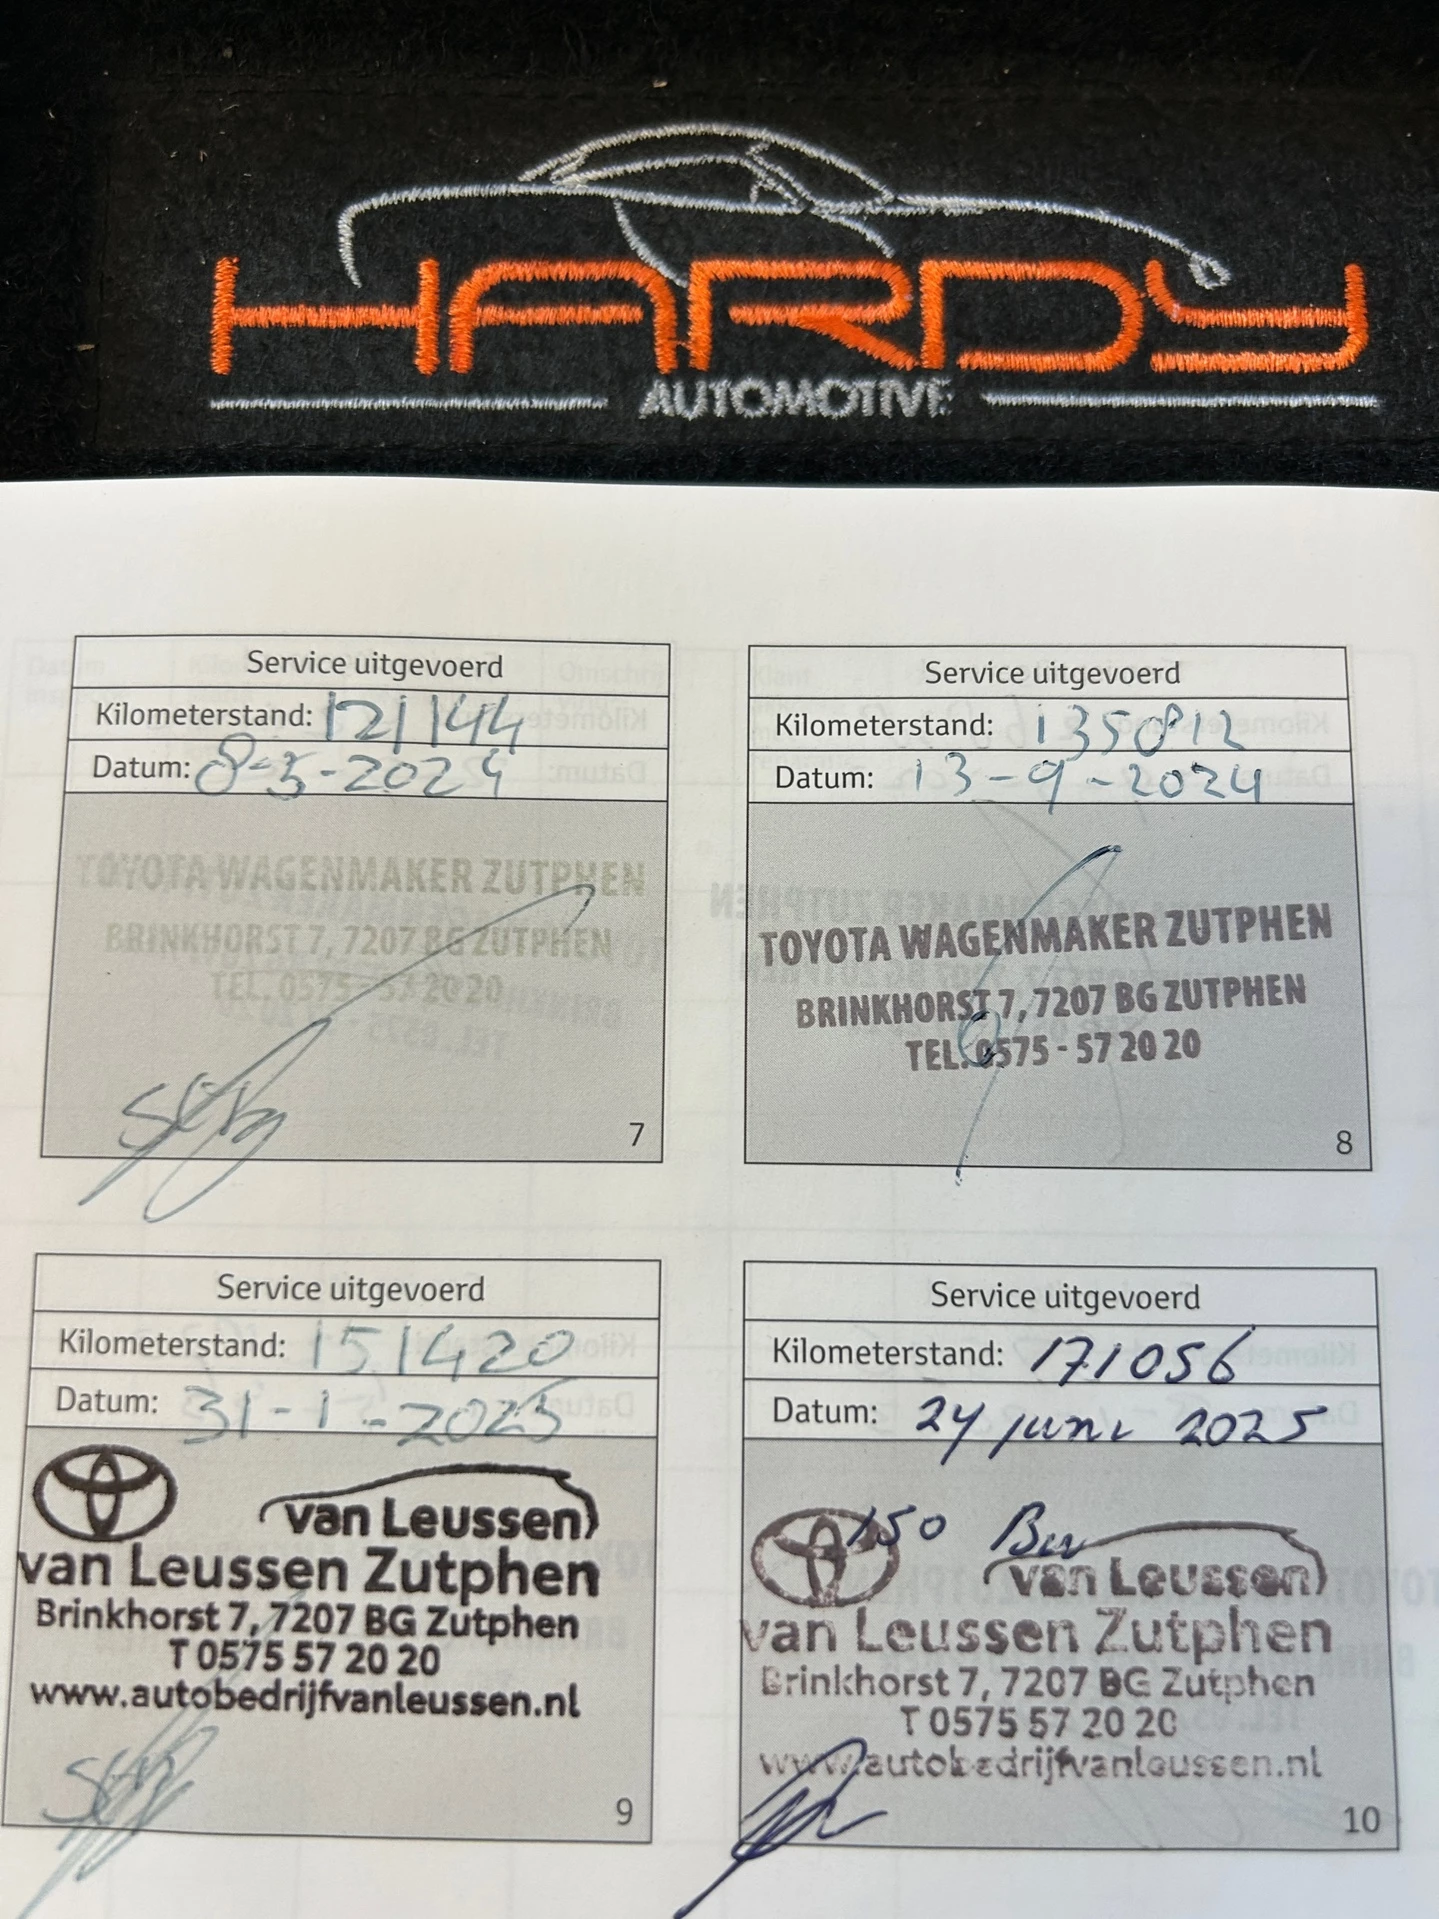 HARDY
AUTOMOTIVE
Service uitgevoerd
Kilometerstand: 121144
Datum: 8-5-2024
TOYOTA WAGENMAKER ZUTPHEN
BRINKHORST 7, 7207 BG ZUTPHEN
TEL. 0575 - 57 20 20
7
Service uitgevoerd
Kilometerstand: 135812
Datum: 13-9-2024
TOYOTA WAGENMAKER ZUTPHEN
BRINKHORST 7, 7207 BG ZUTPHEN
TEL. 0575 - 57 20 20
8
Service uitgevoerd
Kilometerstand: 151420
Datum: 31-1-2025
van Leussen
van Leussen Zutphen
Brinkhorst 7, 7207 BG Zutphen
T 0575 57 20 20
www.autobedrijfvanleussen.nl
9
Service uitgevoerd
Kilometerstand: 171056
Datum: 24 juni 2025
150
van Leussen
van Leussen Zutphen
Brinkhorst 7, 7207 BG Zutphen
T 0575 57 20 20
www.autobedrijfvanleussen.nl
10